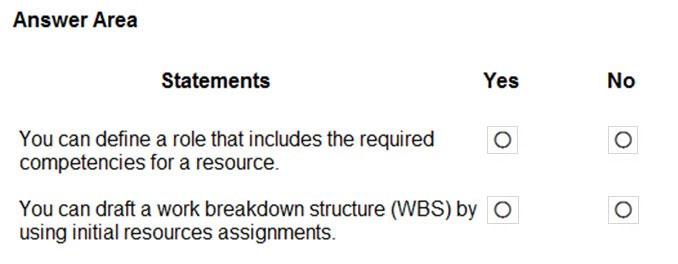 Answer Area
Statements Yes No
You can define a role that includes the required
competencies for a resource.
You can draft a work breakdown structure (WBS) by
using initial resources assignments.